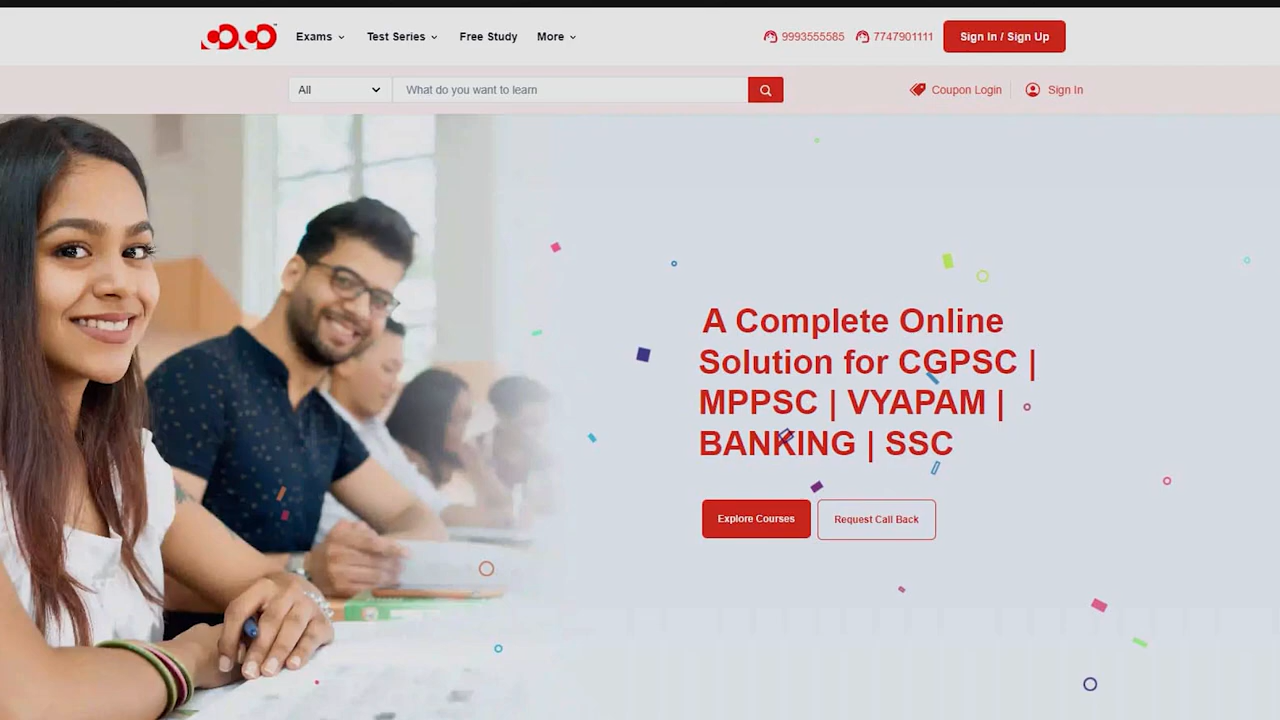 Exams
Test Series
Free Study
More
9993555585
7747901111
Sign In / Sign Up
All
What do you want to learn
Coupon Login
Sign In
A Complete Online
Solution for CGPSC |
MPPSC | VYAPAM |
BANKING | SSC
Explore Courses
Request Call Back